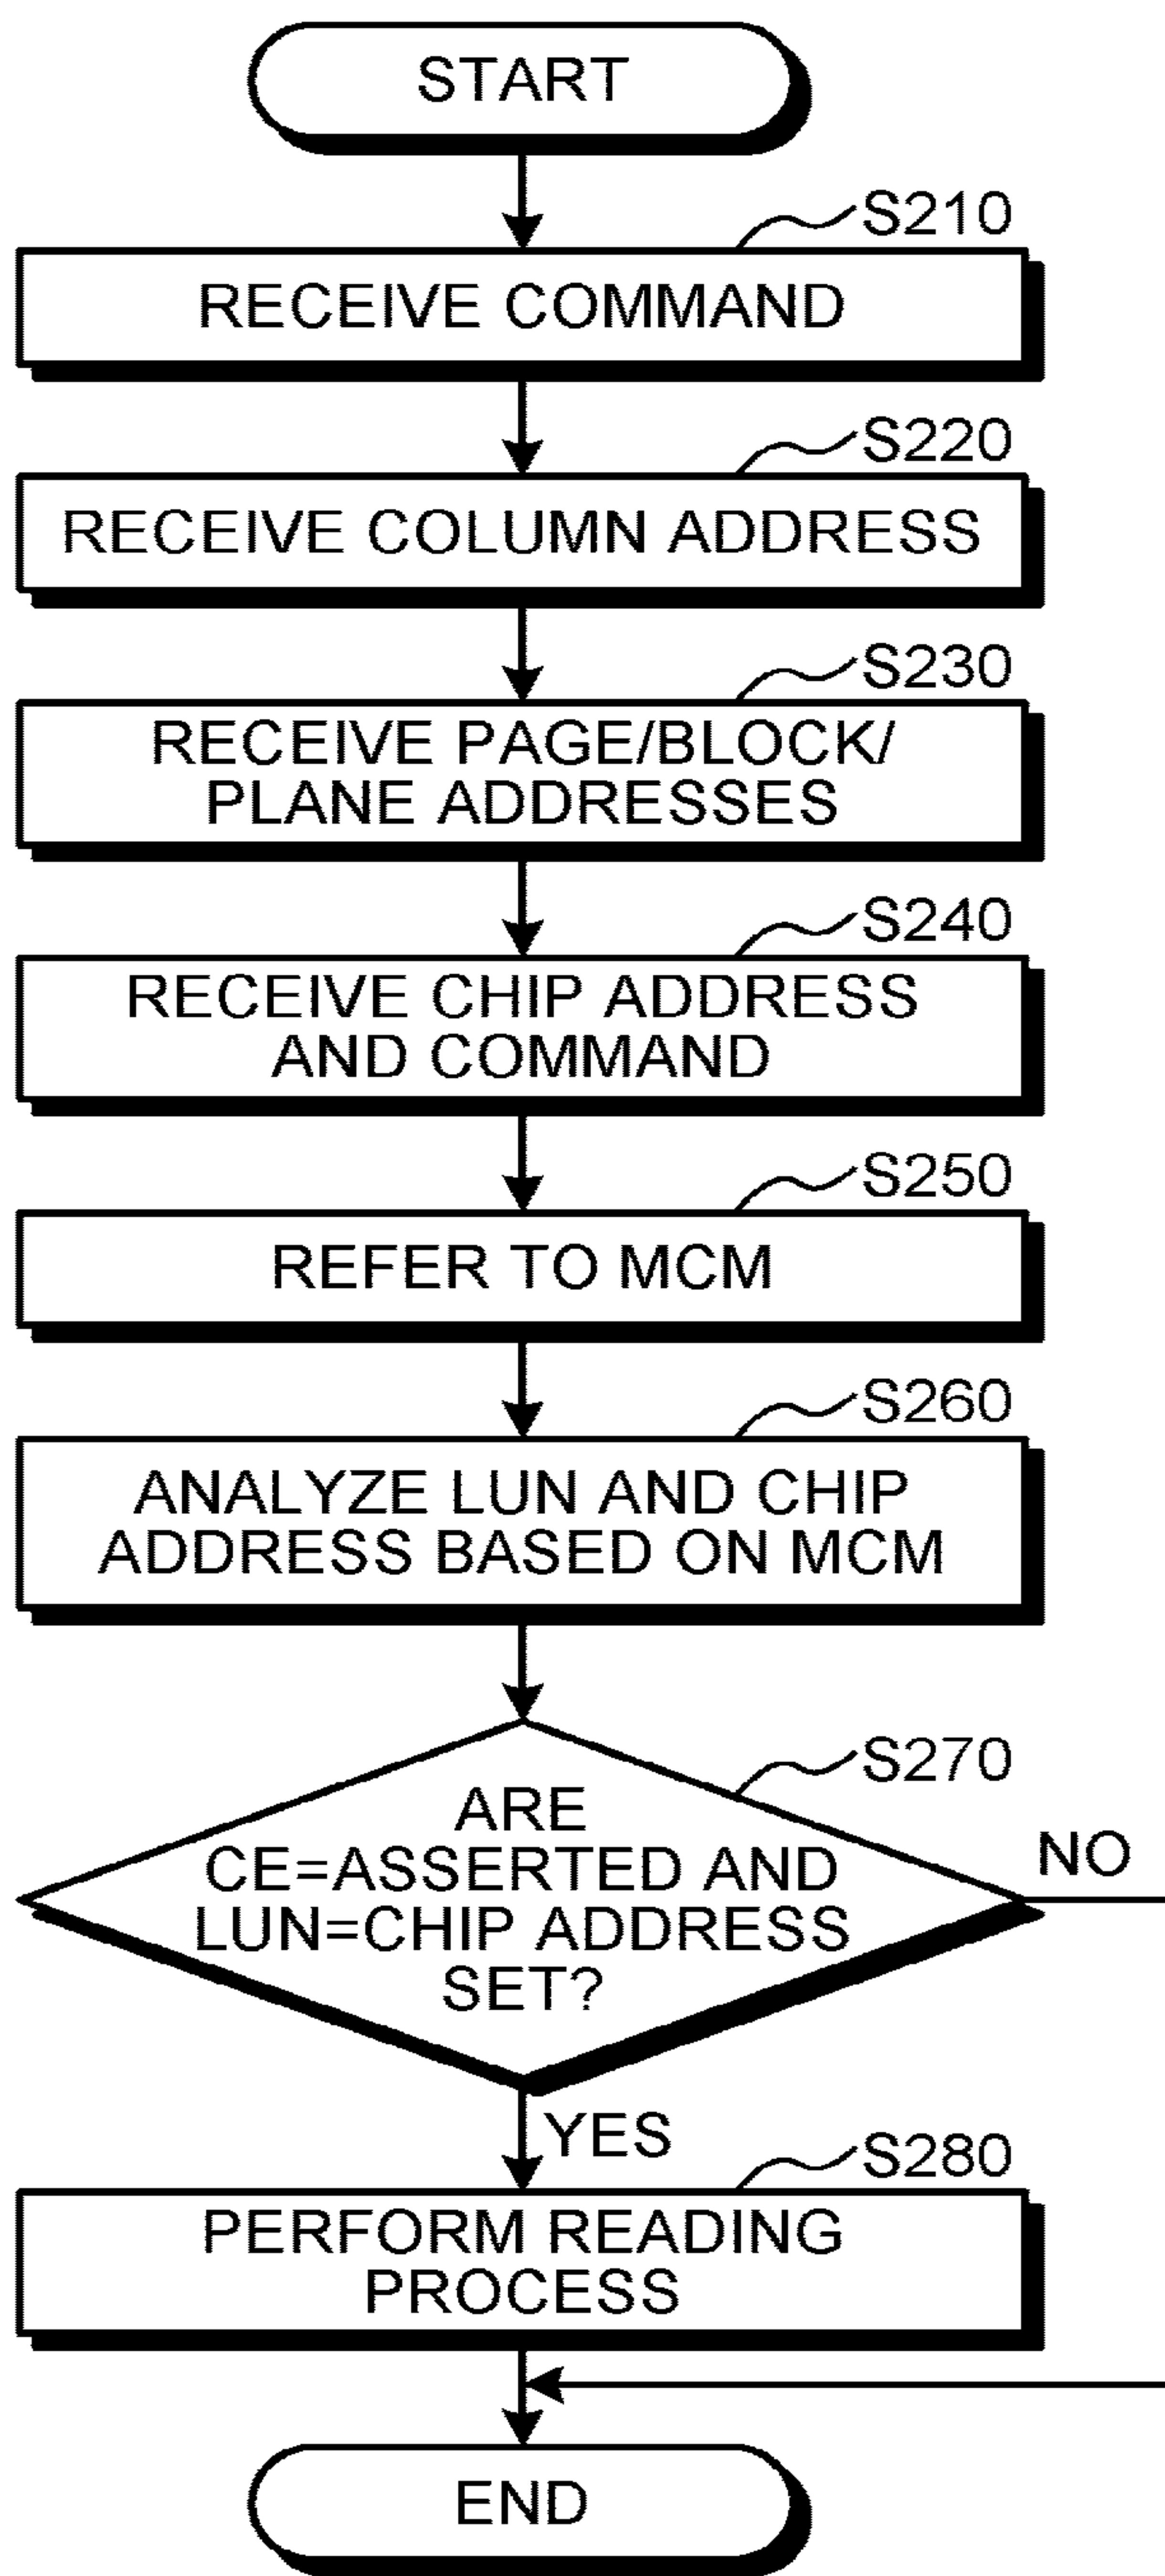 START
S210
RECEIVE COMMAND
S220
RECEIVE COLUMN ADDRESS
S230
RECEIVE PAGE/BLOCK/
PLANE ADDRESSES
S240
RECEIVE CHIP ADDRESS
AND COMMAND
S250
REFER TO MCM
S260
ANALYZE LUN AND CHIP
ADDRESS BASED ON MCM
S270
ARE
CE=ASSERTED AND
LUN=CHIP ADDRESS
SET?
NO
YES
S280
PERFORM READING
PROCESS
END